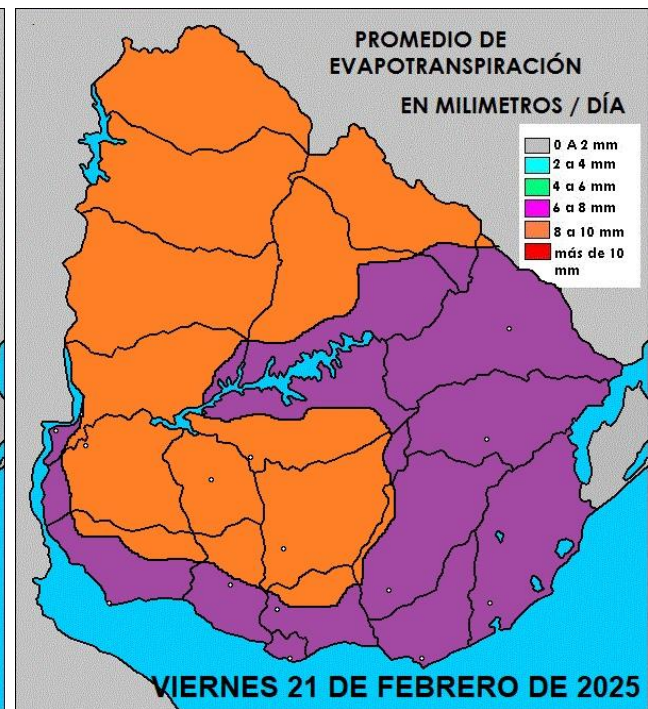 PROMEDIO DE
EVAPOTRANSPIRACIÓN
EN MILIMETROS / DÍA
0 A 2 mm
2 a 4 mm
4 a 6 mm
6 a 8 mm
8 a 10 mm
más de 10
mm
VIERNES 21 DE FEBRERO DE 2025